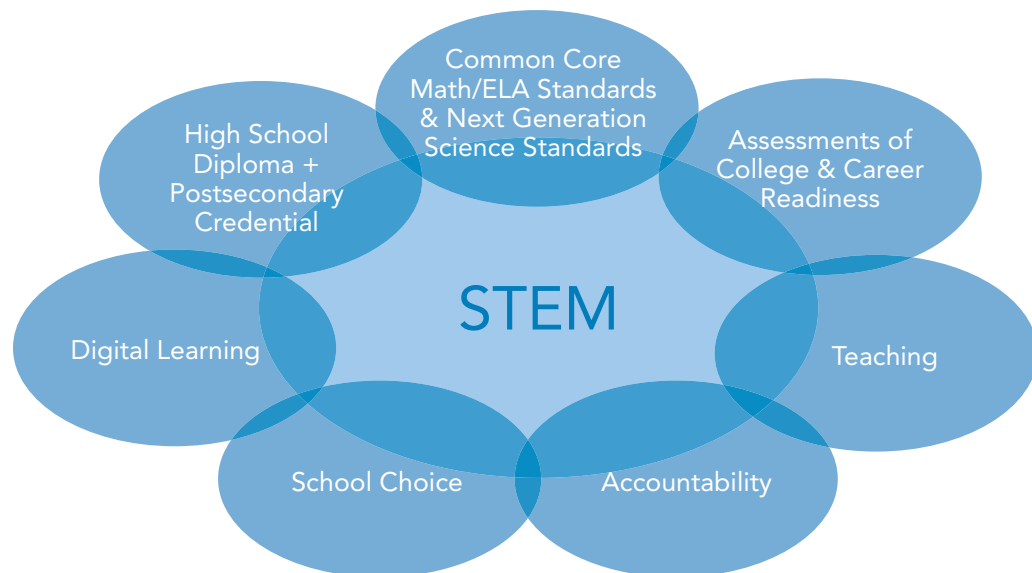 Common Core
Math/ELA Standards
& Next Generation
Science Standards
High School
Diploma +
Postsecondary
Credential
Assessments of
College & Career
Readiness
STEM
Digital Learning
Teaching
School Choice
Accountability